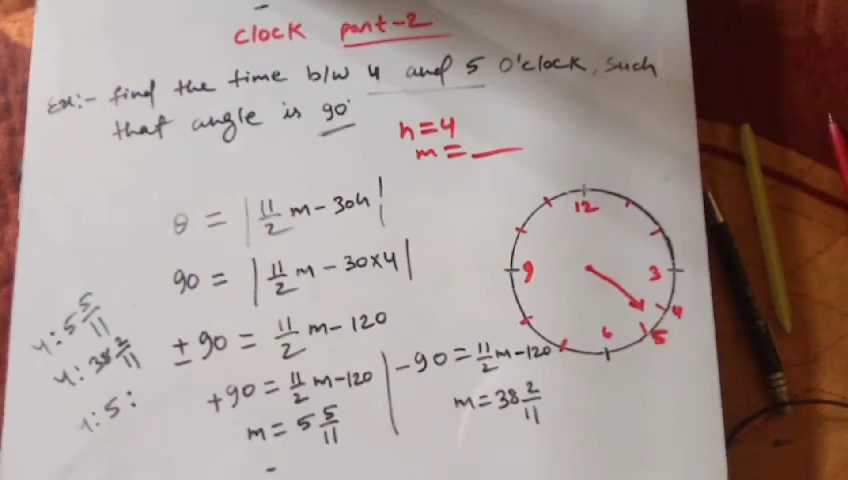 clock part-2
Ex:- find the time b/w 4 and 5 O'clock, such
that angle is 90°
h=4
m=
θ = |11/2 m - 30h|
90 = |11/2 m - 30×4|
± 90 = 11/2 m - 120
+90 = 11/2 m - 120
m = 5 5/11
- 90 = 11/2 m - 120
m = 38 2/11
4:5 5/11
4:38 2/11
4:5:
12
3
4
5
6
9